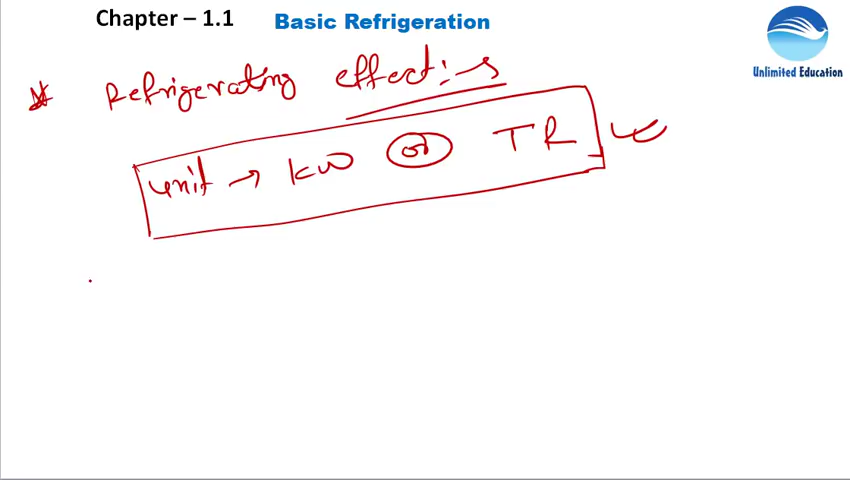 Chapter – 1.1 Basic Refrigeration
Unlimited Education
* Refrigerating effect :-
unit → kW or TR